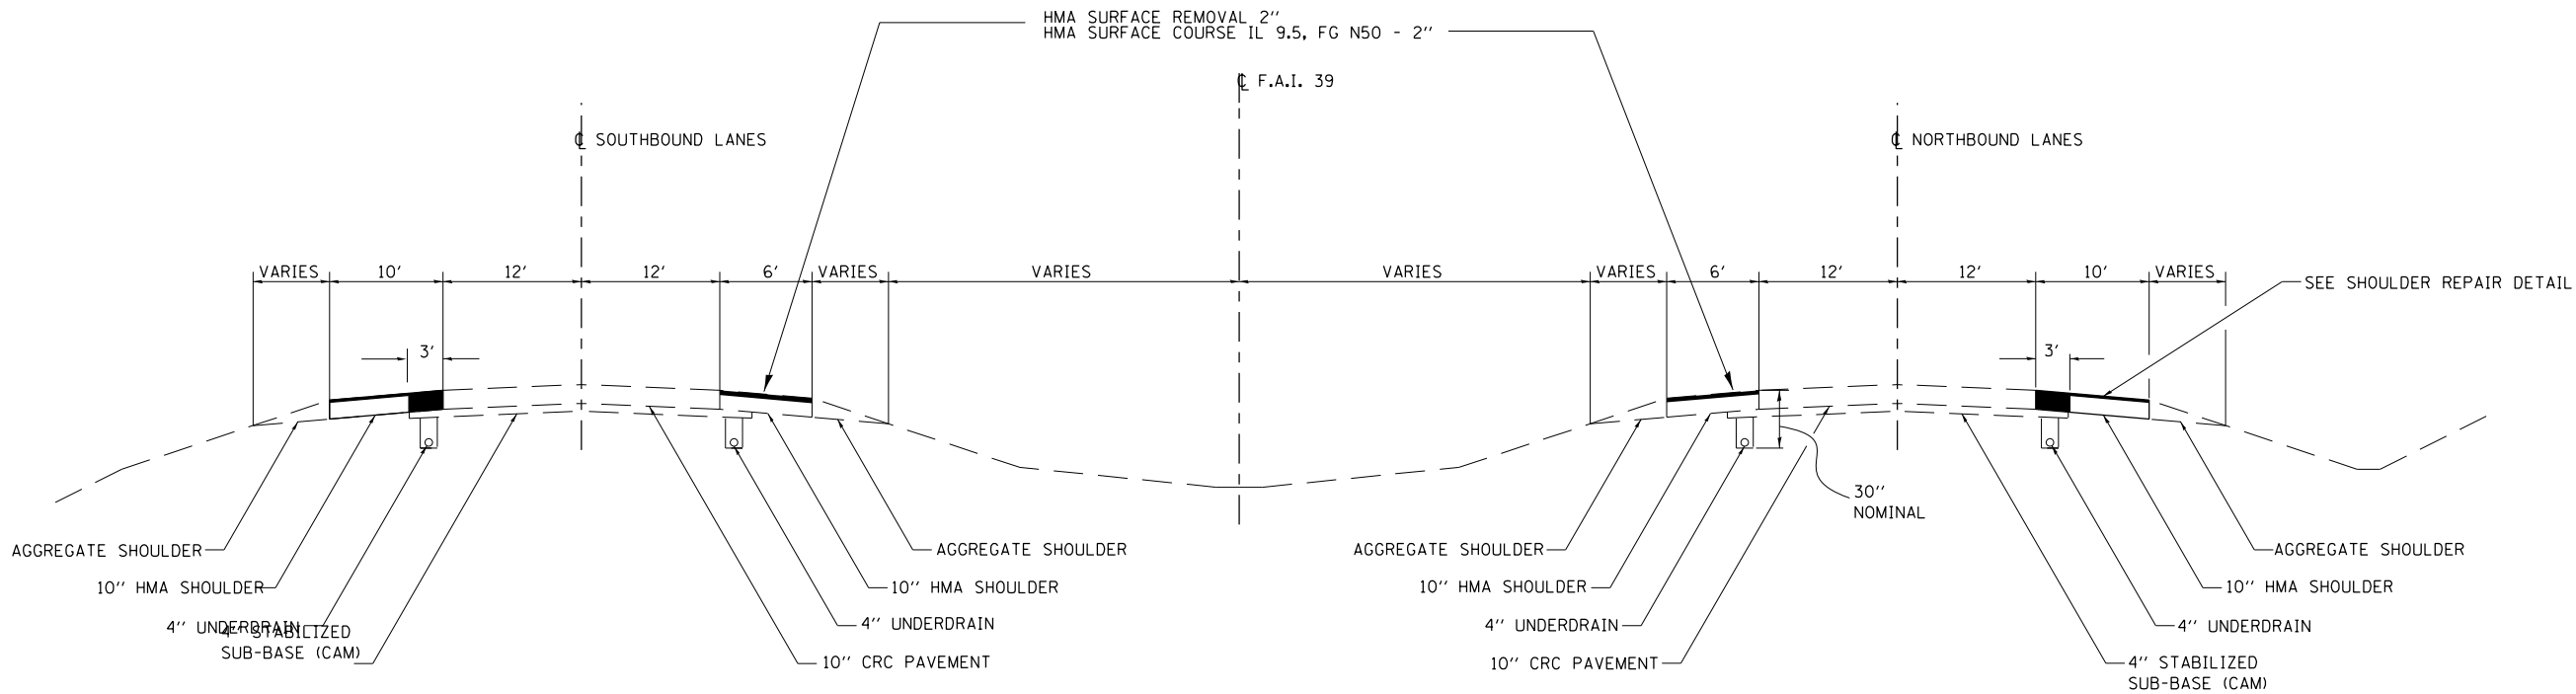 HMA SURFACE REMOVAL 2''
HMA SURFACE COURSE IL 9.5, FG N50 - 2''
℄ F.A.I. 39
℄ SOUTHBOUND LANES
℄ NORTHBOUND LANES
VARIES 10' 12' 12' 6' VARIES VARIES VARIES VARIES 6' 12' 12' 10' VARIES
SEE SHOULDER REPAIR DETAIL
3'
3'
30''
NOMINAL
AGGREGATE SHOULDER
AGGREGATE SHOULDER
AGGREGATE SHOULDER
AGGREGATE SHOULDER
10'' HMA SHOULDER
10'' HMA SHOULDER
10'' HMA SHOULDER
10'' HMA SHOULDER
4'' UNDERDRAIN
4'' UNDERDRAIN
4'' UNDERDRAIN
4'' UNDERDRAIN
4'' STABILIZED
SUB-BASE (CAM)
10'' CRC PAVEMENT
10'' CRC PAVEMENT
4'' STABILIZED
SUB-BASE (CAM)